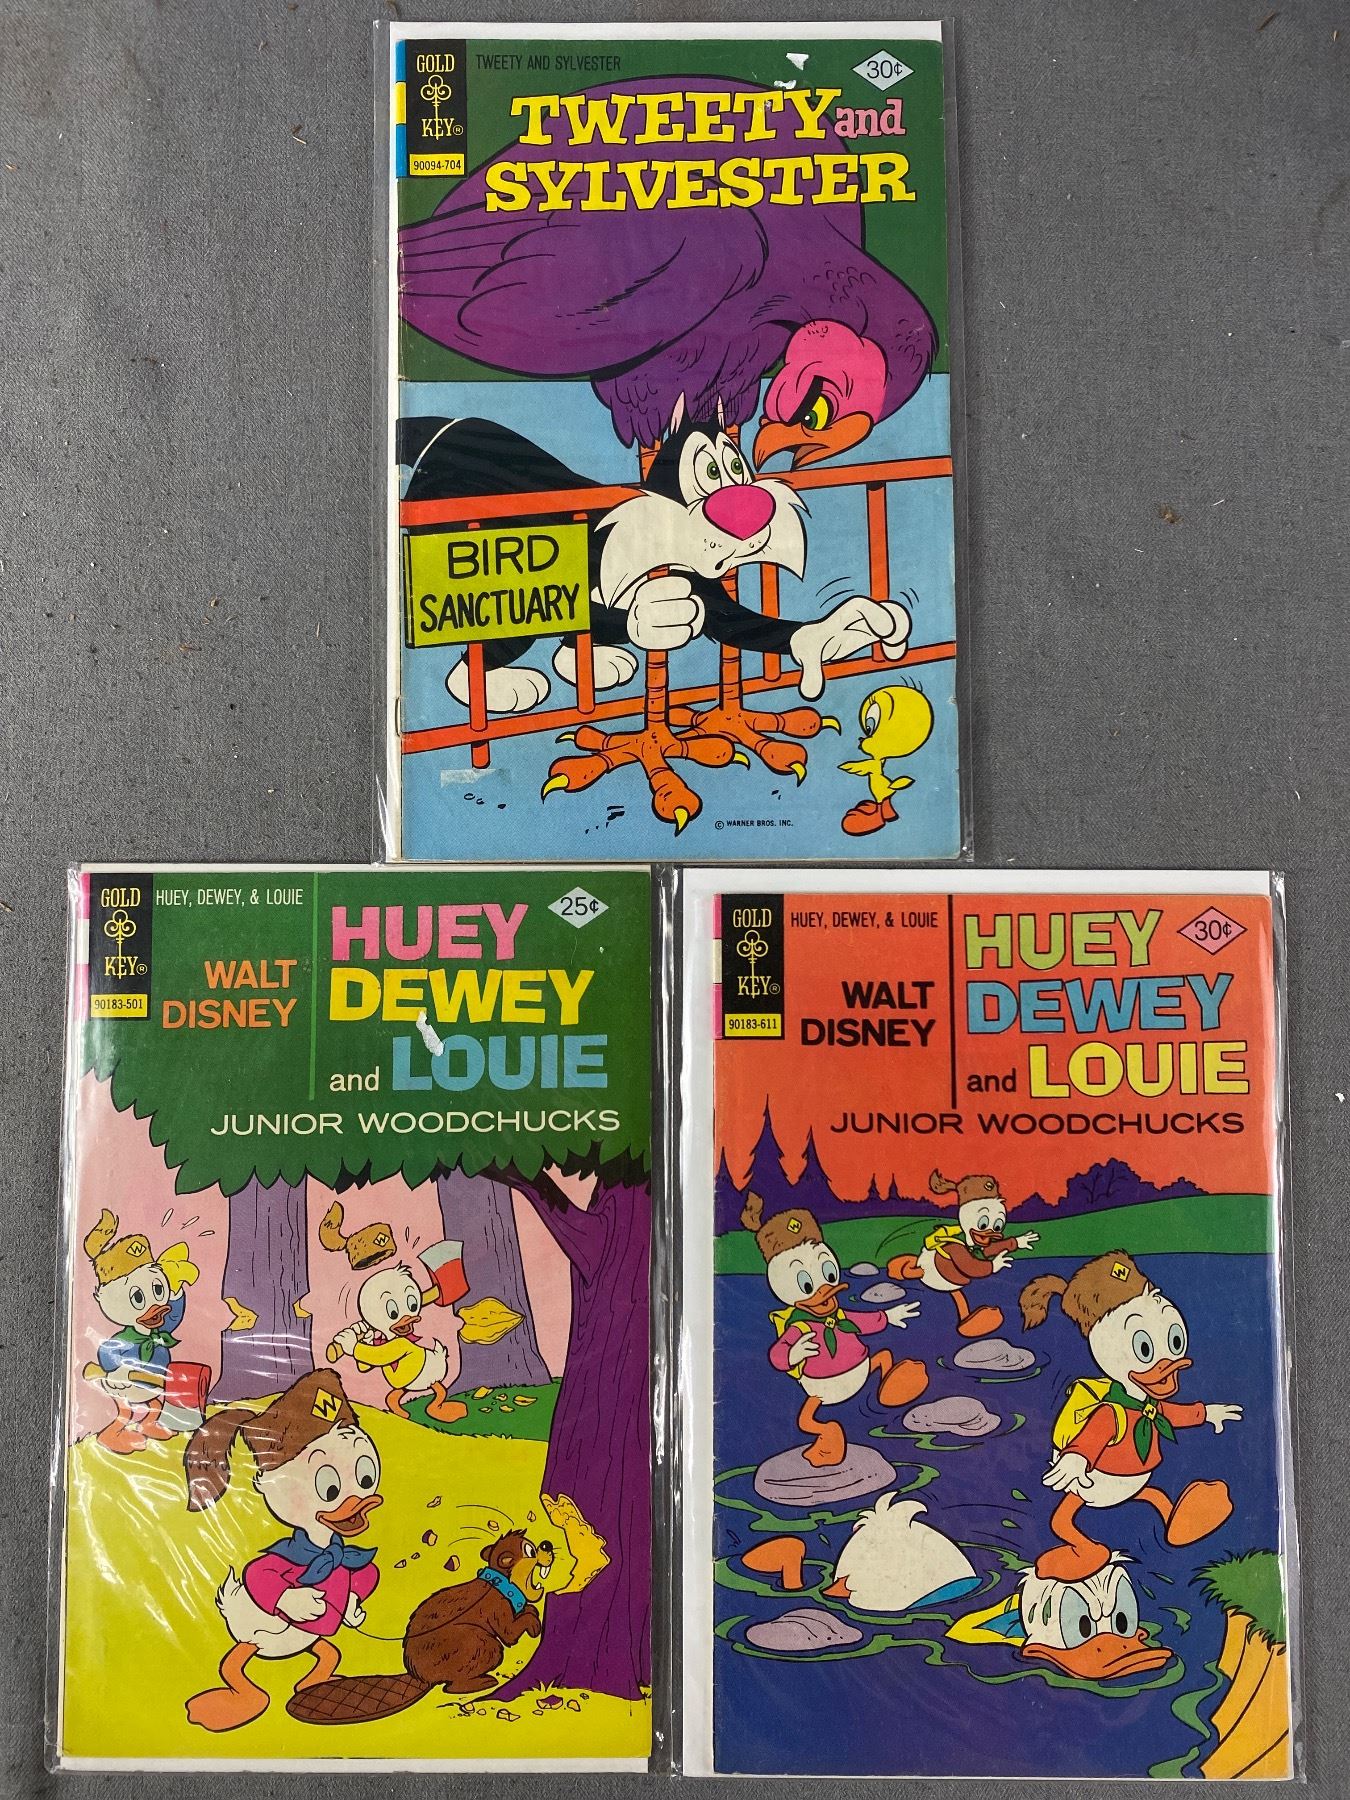 GOLD
KEY®
90094-704
TWEETY AND SYLVESTER
30¢
TWEETY and
SYLVESTER
BIRD
SANCTUARY
© WARNER BROS. INC.
GOLD
KEY®
90183-501
HUEY, DEWEY, & LOUIE
25¢
WALT
DISNEY
HUEY
DEWEY
and LOUIE
JUNIOR WOODCHUCKS
W
W
W
GOLD
KEY®
90183-611
HUEY, DEWEY, & LOUIE
30¢
WALT
DISNEY
HUEY
DEWEY
and LOUIE
JUNIOR WOODCHUCKS
W
W
W
W